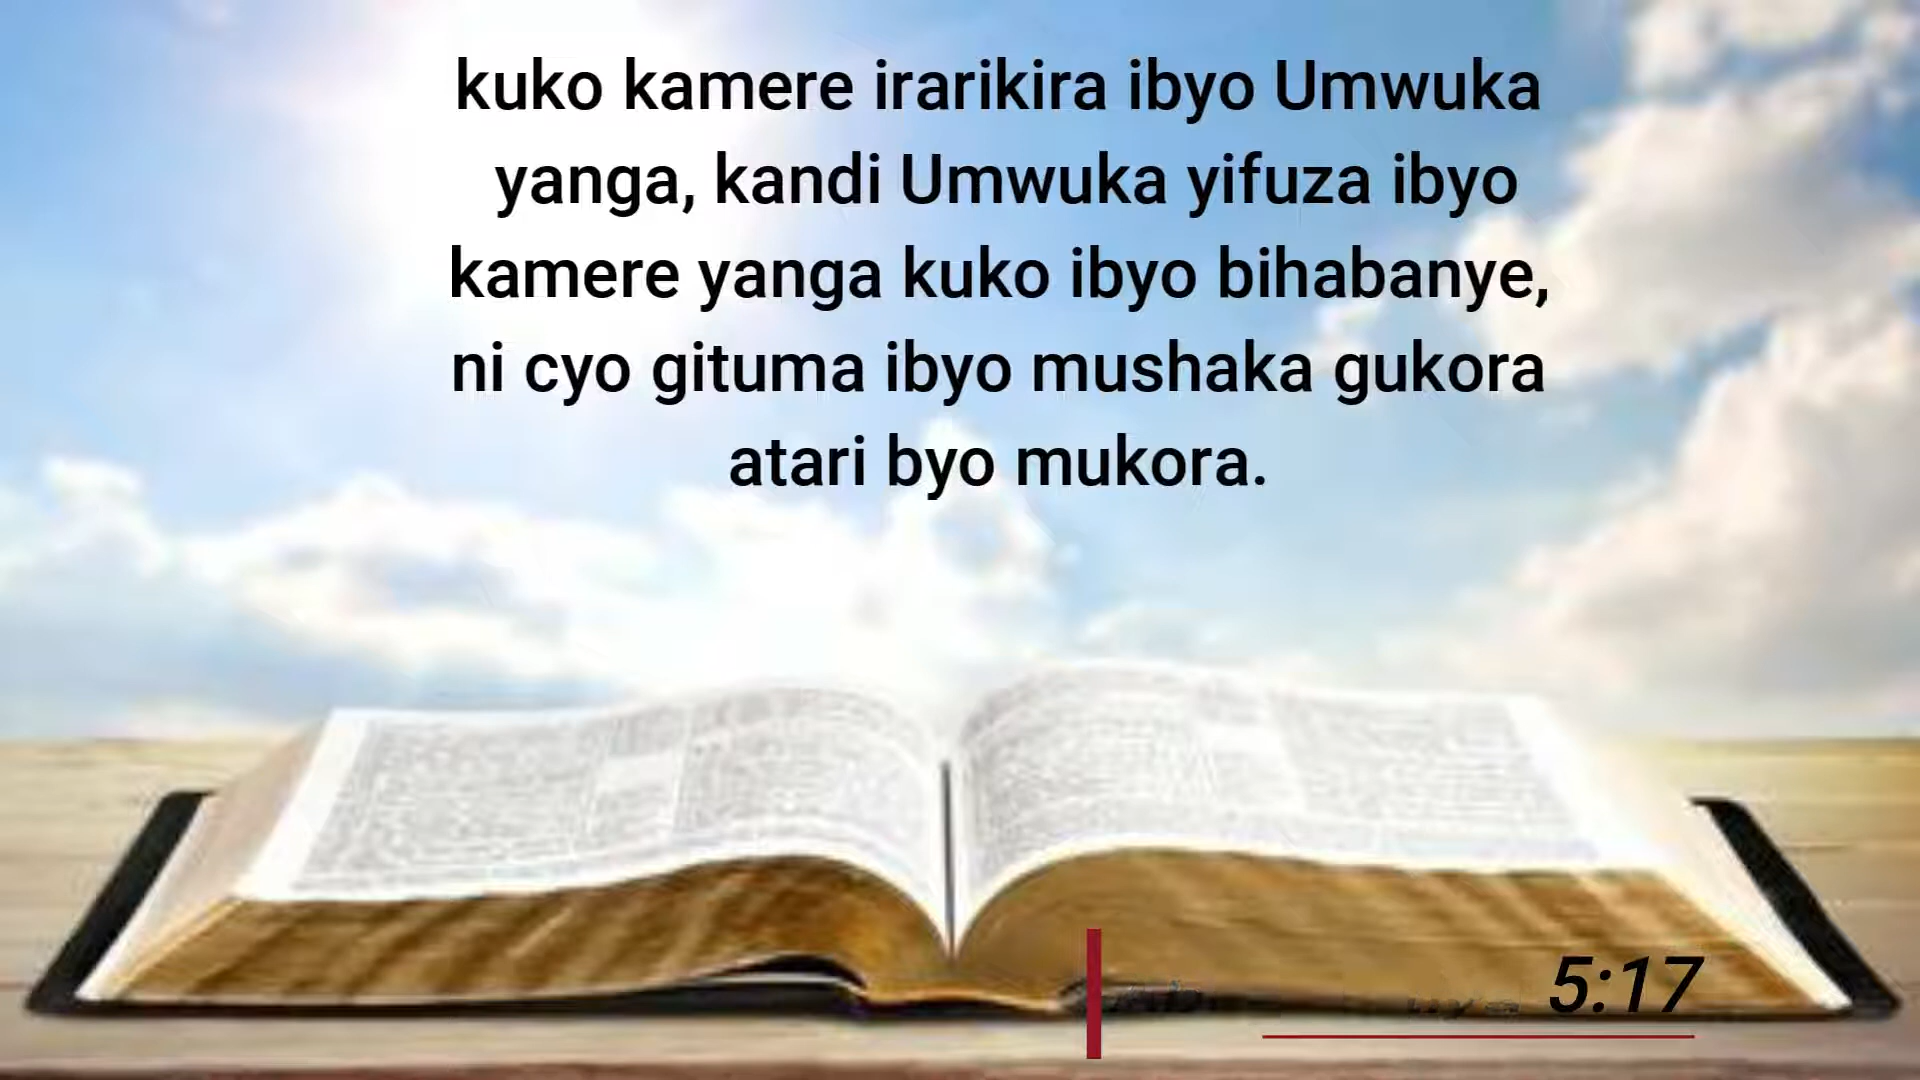 kuko kamere irarikira ibyo Umwuka
yanga, kandi Umwuka yifuza ibyo
kamere yanga kuko ibyo bihabanye,
ni cyo gituma ibyo mushaka gukora
atari byo mukora.
5:17